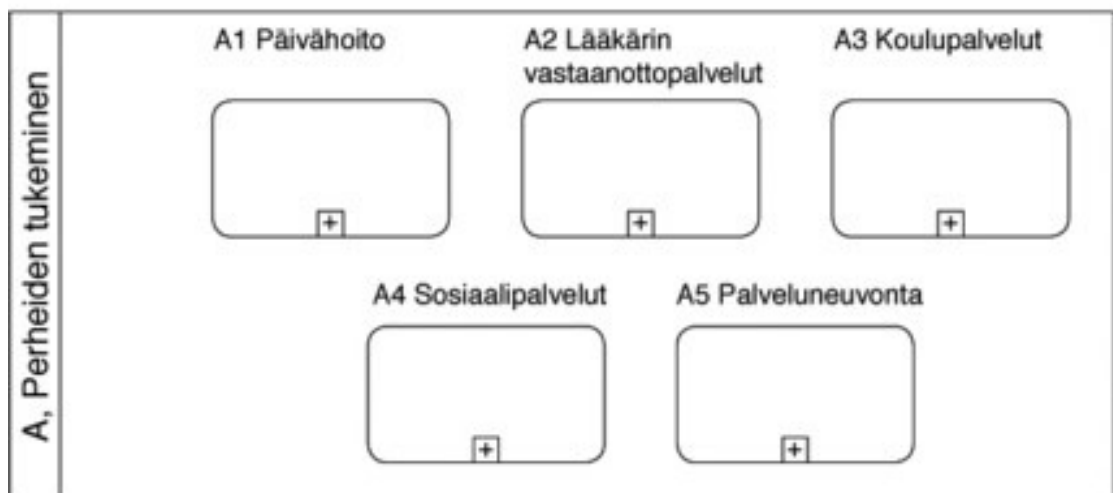 A, Perheiden tukeminen
A1 Päivähoito
A2 Lääkärin
vastaanottopalvelut
A3 Koulupalvelut
A4 Sosiaalipalvelut
A5 Palveluneuvonta